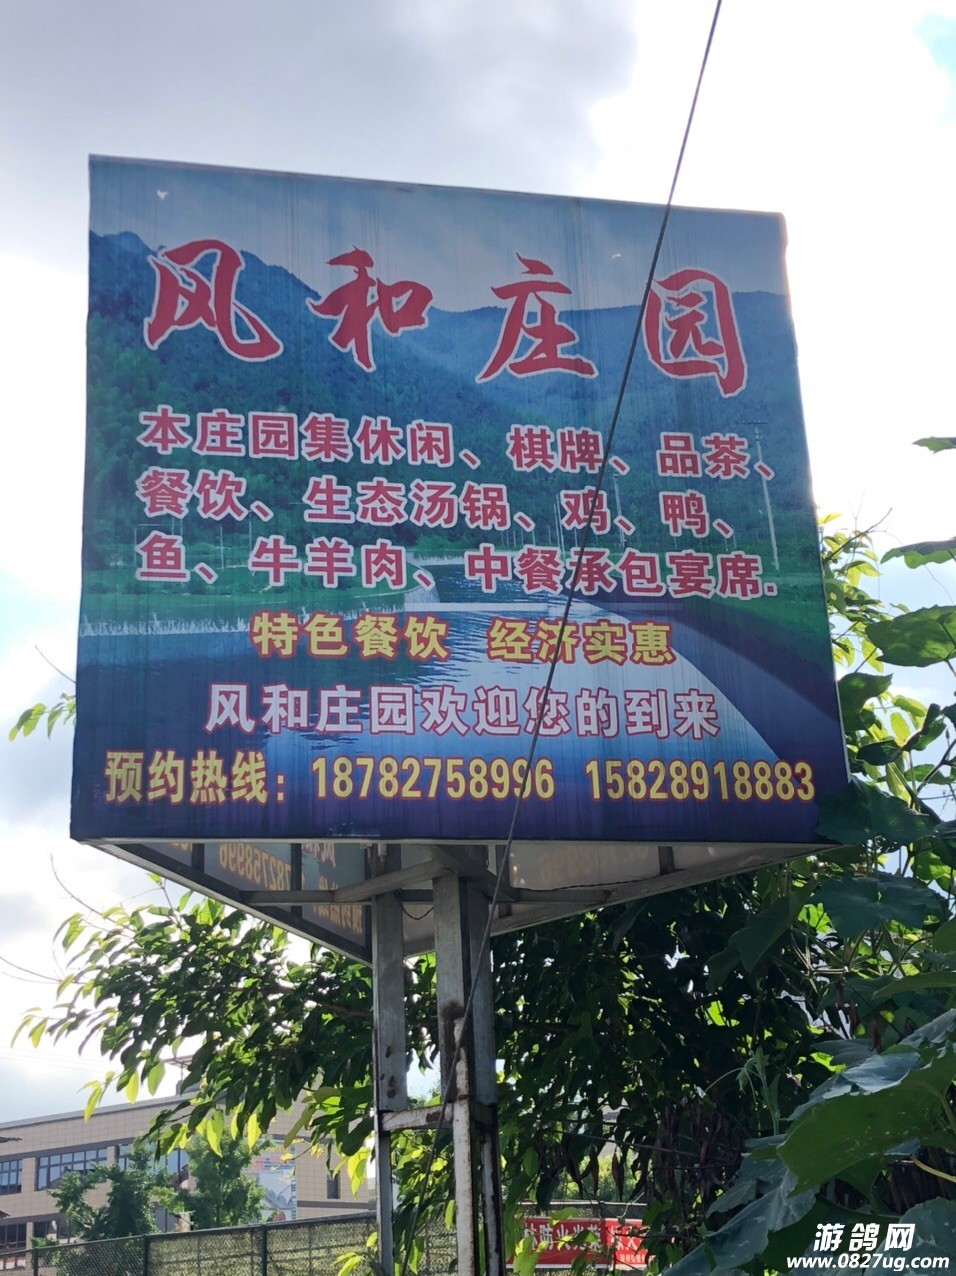 风和庄园
本庄园集休闲、棋牌、品茶、
餐饮、生态汤锅、鸡、鸭、
鱼、牛羊肉、中餐承包宴席.
特色餐饮 经济实惠
风和庄园欢迎您的到来
预约热线：18782758996 15828918883
游鸽网
www.0827ug.com